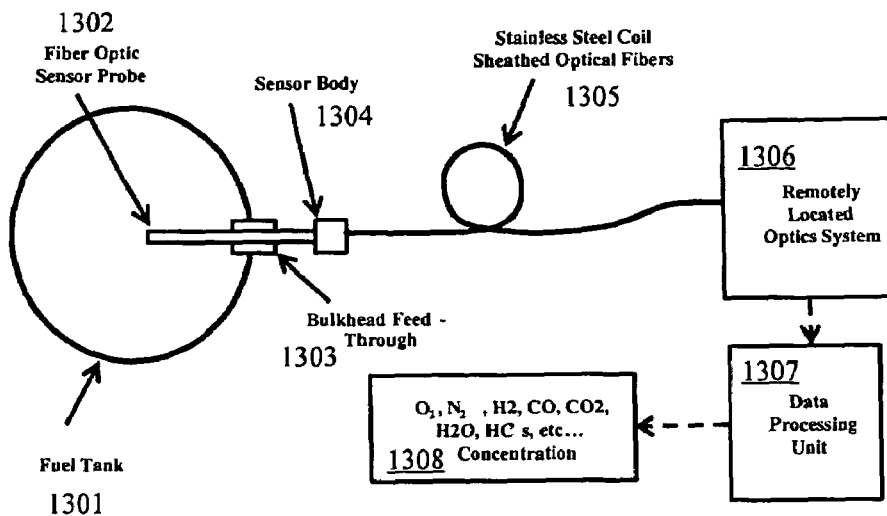 1302
Fiber Optic
Sensor Probe
Sensor Body
1304
Stainless Steel Coil
Sheathed Optical Fibers
1305
1306
Remotely
Located
Optics System
Bulkhead Feed -
Through
1303
1307
Data
Processing
Unit
O2, N2 , H2, CO, CO2,
H2O, HC s, etc...
Concentration
1308
Fuel Tank
1301